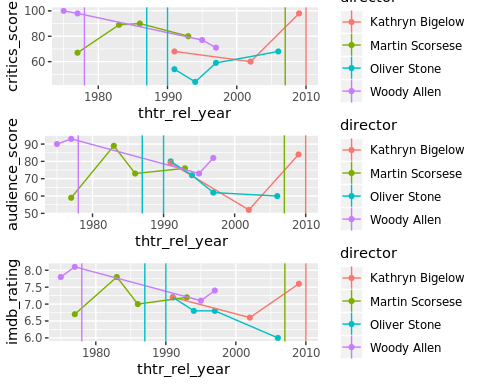 director
critics_score
100
80
60
1980
1990
2000
2010
thtr_rel_year
Kathryn Bigelow
Martin Scorsese
Oliver Stone
Woody Allen
audience_score
90
80
70
60
50
1980
1990
2000
2010
thtr_rel_year
director
Kathryn Bigelow
Martin Scorsese
Oliver Stone
Woody Allen
imdb_rating
8.0
7.5
7.0
6.5
6.0
1980
1990
2000
2010
thtr_rel_year
director
Kathryn Bigelow
Martin Scorsese
Oliver Stone
Woody Allen